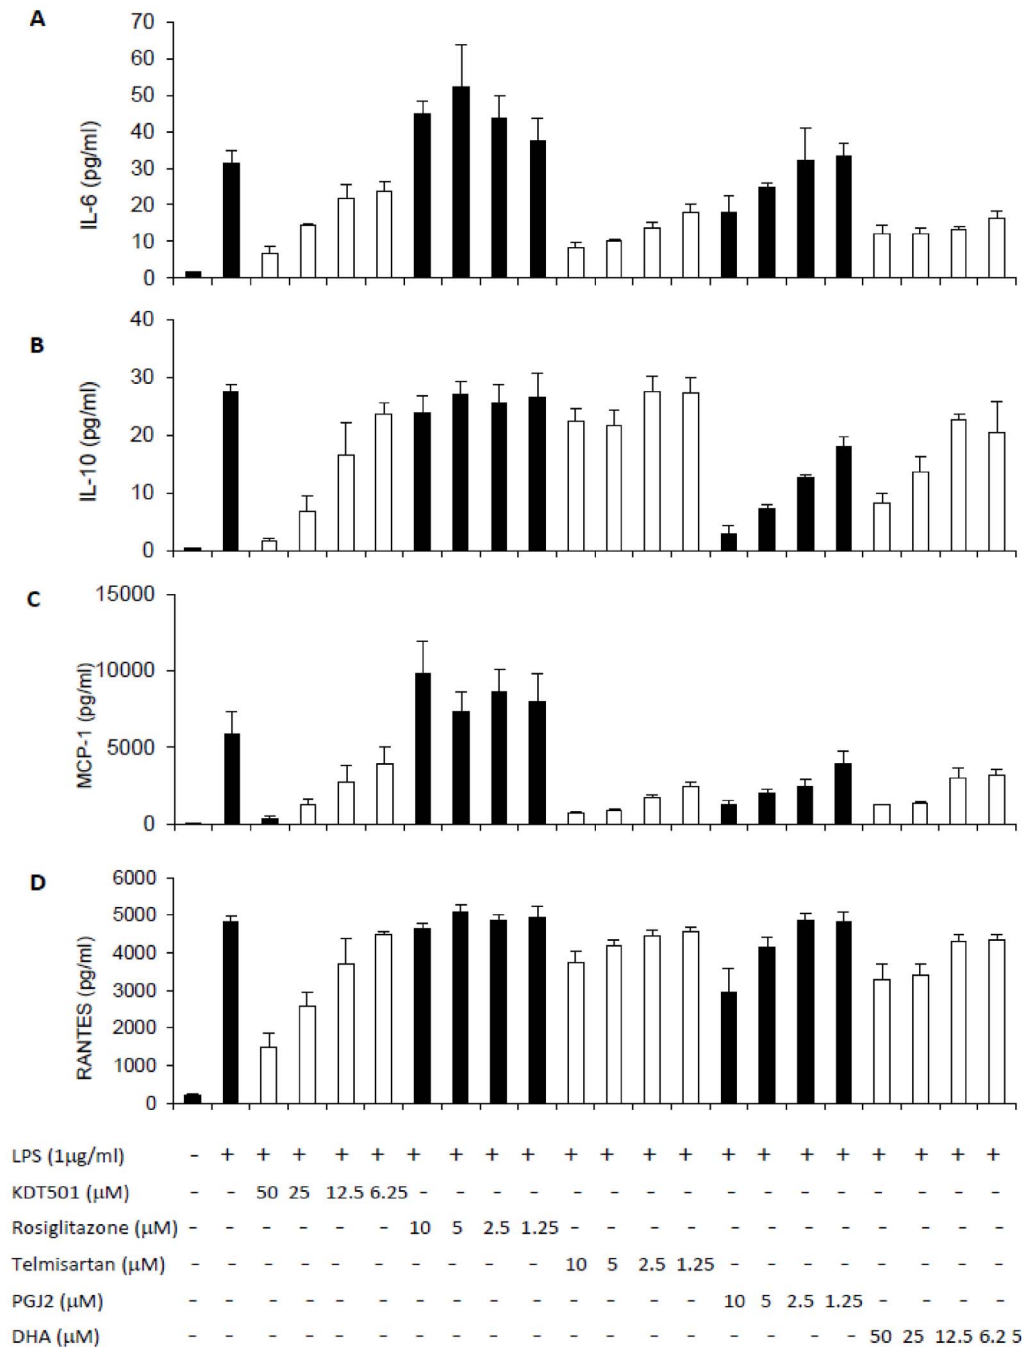 A
70
60
50
40
30
20
10
0
IL-6 (pg/ml)
B
40
30
20
10
0
IL-10 (pg/ml)
C
15000
10000
5000
0
MCP-1 (pg/ml)
D
6000
5000
4000
3000
2000
1000
0
RANTES (pg/ml)
LPS (1μg/ml) - + + + + + + + + + + + + + + + + + + + + +
KDT501 (μM) - - 50 25 12.5 6.25 - - - - - - - - - - - - - - - -
Rosiglitazone (μM) - - - - - - 10 5 2.5 1.25 - - - - - - - - - - - -
Telmisartan (μM) - - - - - - - - - - 10 5 2.5 1.25 - - - - - - - -
PGJ2 (μM) - - - - - - - - - - - - - - 10 5 2.5 1.25 - - - -
DHA (μM) - - - - - - - - - - - - - - - - - - 50 25 12.5 6.2 5